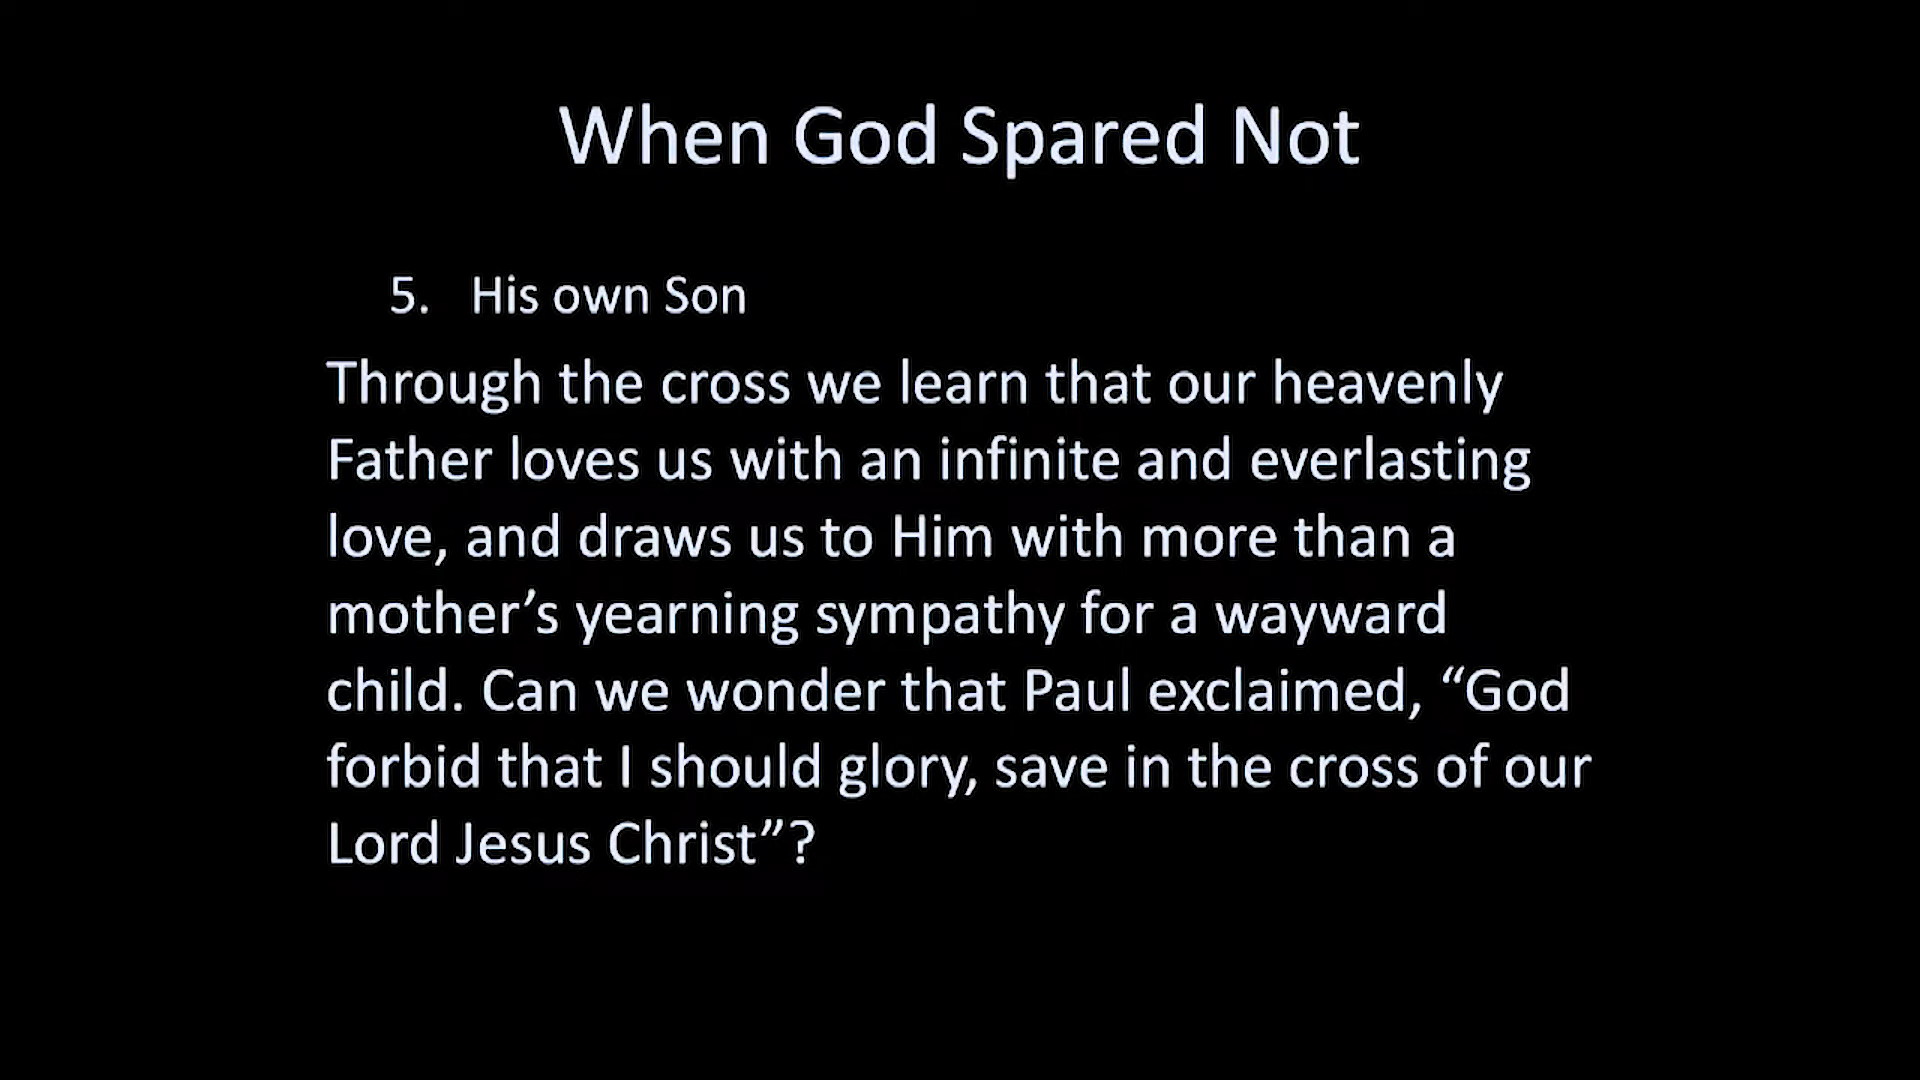 When God Spared Not
5. His own Son
Through the cross we learn that our heavenly
Father loves us with an infinite and everlasting
love, and draws us to Him with more than a
mother’s yearning sympathy for a wayward
child. Can we wonder that Paul exclaimed, “God
forbid that I should glory, save in the cross of our
Lord Jesus Christ”?